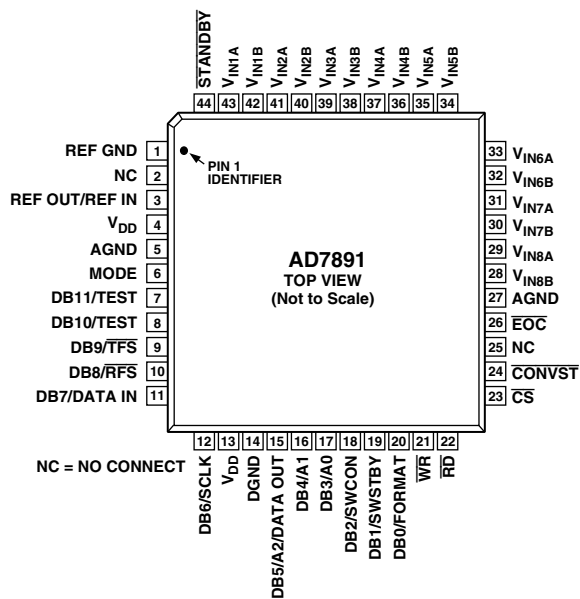 STANDBY
VIN1A
VIN1B
VIN2A
VIN2B
VIN3A
VIN3B
VIN4A
VIN4B
VIN5A
VIN5B
44 43 42 41 40 39 38 37 36 35 34
REF GND 1
NC 2
REF OUT/REF IN 3
VDD 4
AGND 5
MODE 6
DB11/TEST 7
DB10/TEST 8
DB9/TFS 9
DB8/RFS 10
DB7/DATA IN 11
PIN 1
IDENTIFIER
AD7891
TOP VIEW
(Not to Scale)
33 VIN6A
32 VIN6B
31 VIN7A
30 VIN7B
29 VIN8A
28 VIN8B
27 AGND
26 EOC
25 NC
24 CONVST
23 CS
12 13 14 15 16 17 18 19 20 21 22
NC = NO CONNECT
DB6/SCLK
VDD
DGND
DB5/A2/DATA OUT
DB4/A1
DB3/A0
DB2/SWCON
DB1/SWSTBY
DB0/FORMAT
WR
RD